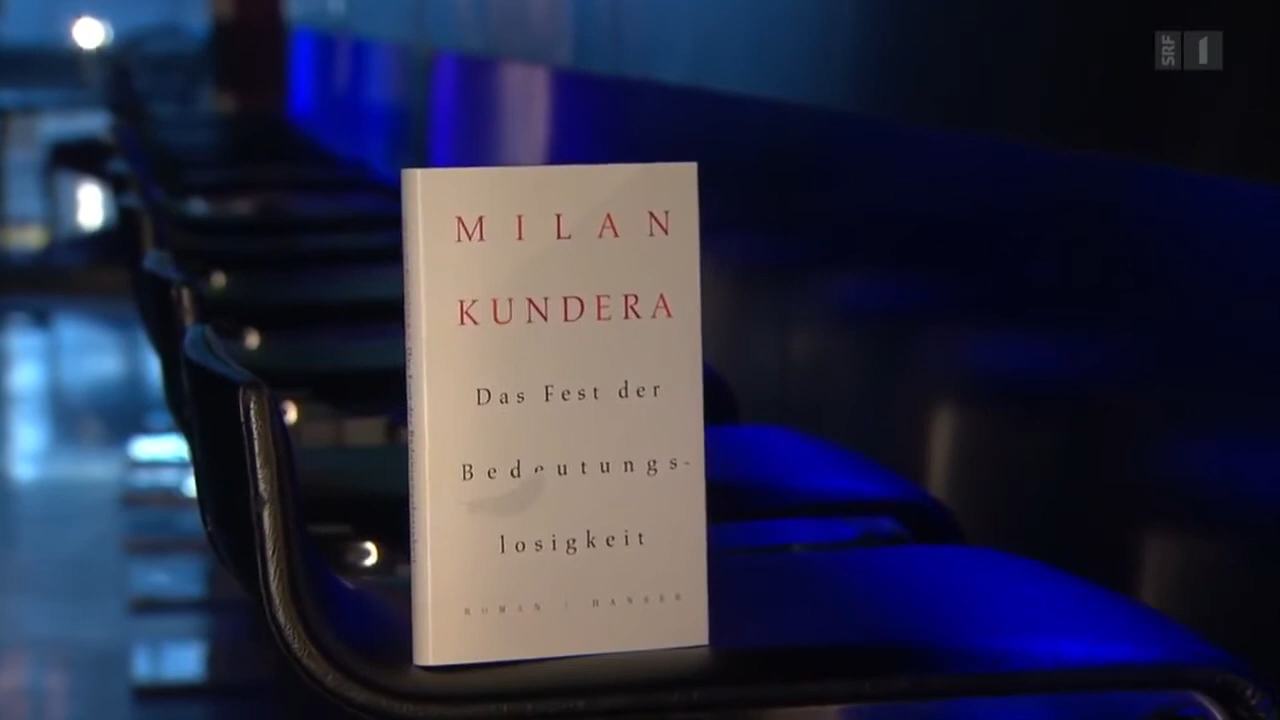 SRF 1
MILAN
KUNDERA
Das Fest der
Bedeutungs-
losigkeit
ROMAN / HANSER